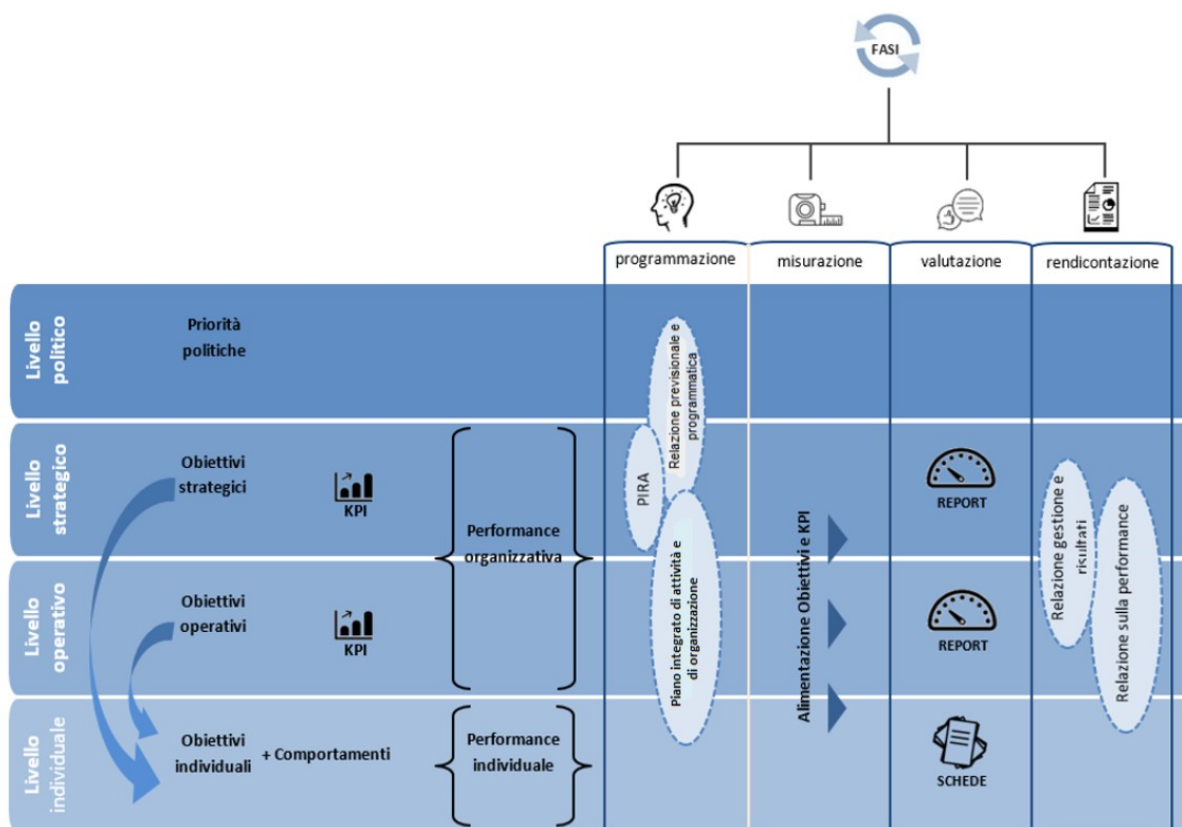 FASI
programmazione
misurazione
valutazione
rendicontazione
Livello
politico
Priorità
politiche
Relazione previsionale e
programmatica
Livello
strategico
Obiettivi
strategici
KPI
Performance
organizzativa
PIRA
REPORT
Livello
operativo
Obiettivi
operativi
KPI
Piano integrato di attività e
di organizzazione
Alimentazione Obiettivi e KPI
REPORT
Relazione gestione e
risultati
Relazione sulla performance
Livello
individuale
Obiettivi
individuali
+ Comportamenti
Performance
individuale
SCHEDE